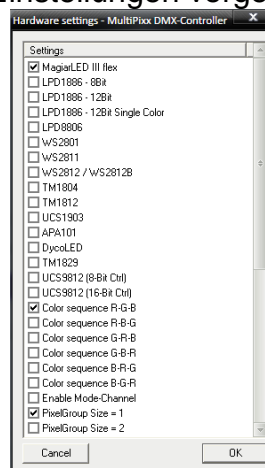 Einstellungen vorge
Hardware settings - MultiPixx DMX-Controller X
Settings
MagiarLED III flex
LPD1886 - 8Bit
LPD1886 - 12Bit
LPD1886 - 12Bit Single Color
LPD8806
WS2801
WS2811
WS2812 / WS2812B
TM1804
TM1812
UCS1903
APA101
DycoLED
TM1829
UCS9812 (8-Bit Ctrl)
UCS9812 (16-Bit Ctrl)
Color sequence R-G-B
Color sequence R-B-G
Color sequence G-R-B
Color sequence G-B-R
Color sequence B-R-G
Color sequence B-G-R
Enable Mode-Channel
PixelGroup Size = 1
PixelGroup Size = 2
Cancel OK